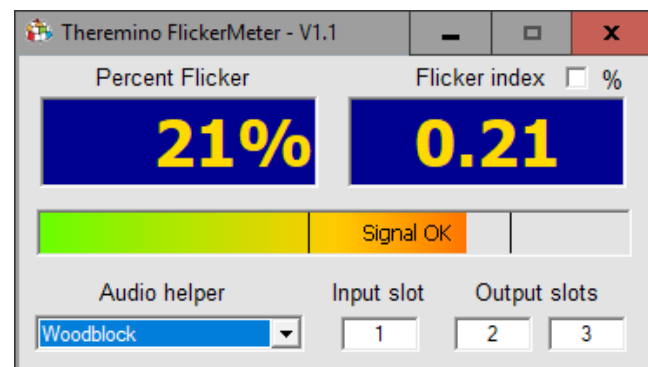 Theremino FlickerMeter - V1.1
Percent Flicker Flicker index %
21% 0.21
Signal OK
Audio helper Input slot Output slots
Woodblock 1 2 3